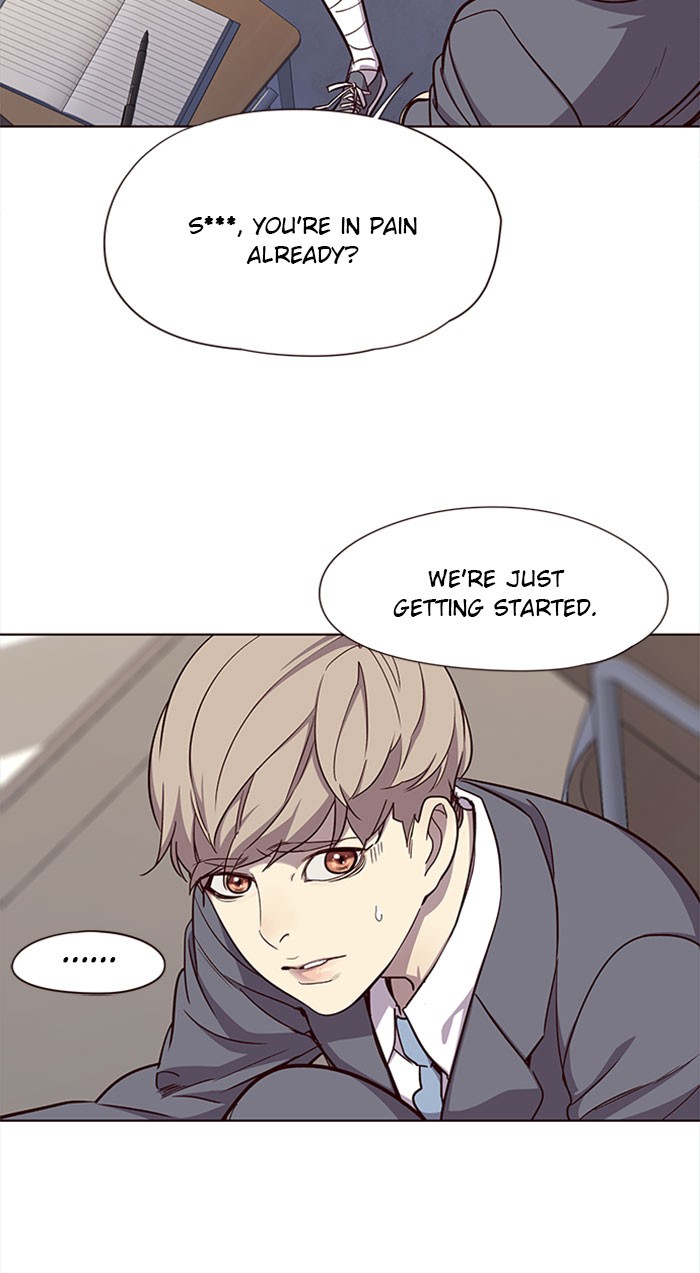 S***, YOU'RE IN PAIN
ALREADY?
WE'RE JUST
GETTING STARTED.
......